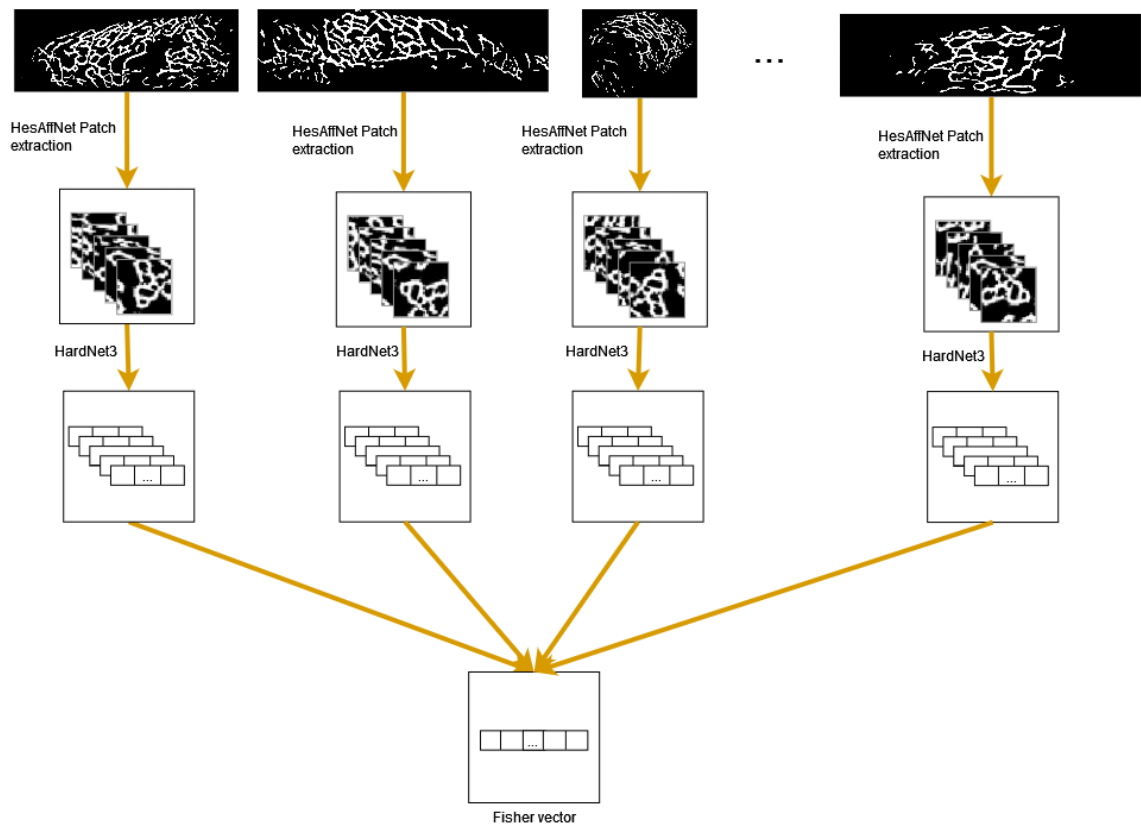 ...
HesAffNet Patch
extraction
HesAffNet Patch
extraction
HesAffNet Patch
extraction
HesAffNet Patch
extraction
HardNet3
HardNet3
HardNet3
HardNet3
...
...
...
...
...
Fisher vector